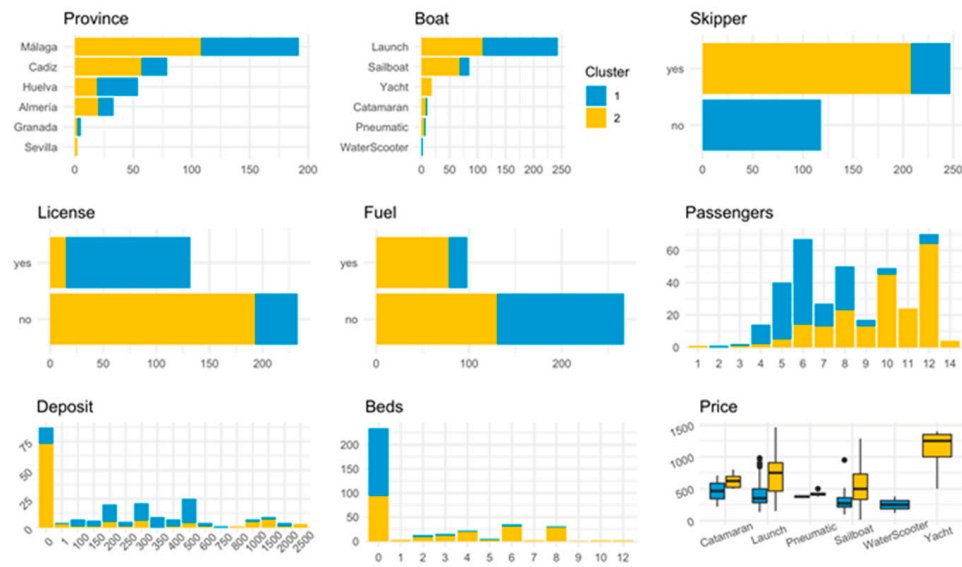 Province
Boat
Skipper
Málaga
Cadiz
Huelva
Almería
Granada
Sevilla
0 50 100 150 200
Launch
Sailboat
Yacht
Catamaran
Pneumatic
WaterScooter
0 50 100 150 200 250
Cluster
1
2
yes
no
0 50 100 150 200 250
License
Fuel
Passengers
yes
no
0 50 100 150 200
yes
no
0 100 200
60
40
20
0
1 2 3 4 5 6 7 8 9 10 11 12 14
Deposit
Beds
Price
75
50
25
0
0 1 100 150 200 250 300 350 400 500 600 750 800 1000 1500 2000 2500
200
150
100
50
0
0 1 2 3 4 5 6 7 8 9 10 12
1500
1000
500
0
Catamaran Launch Pneumatic Sailboat WaterScooter Yacht